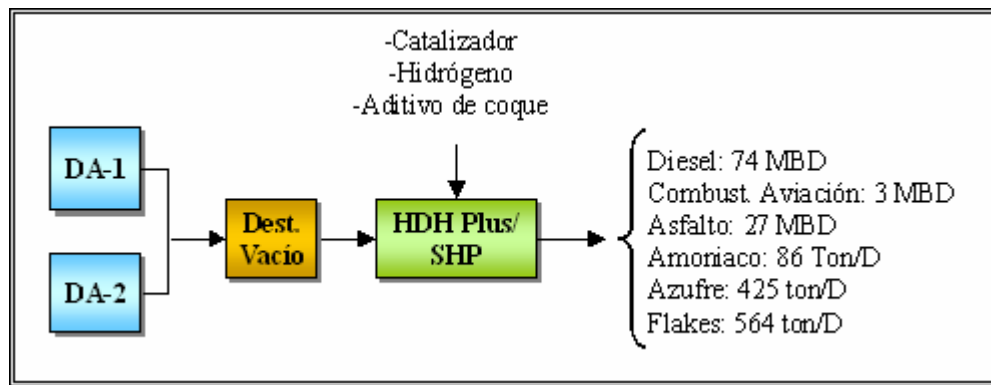 -Catalizador
-Hidrógeno
-Aditivo de coque
DA-1
DA-2
Dest.
Vacío
HDH Plus/
SHP
Diesel: 74 MBD
Combust. Aviación: 3 MBD
Asfalto: 27 MBD
Amoniaco: 86 Ton/D
Azufre: 425 ton/D
Flakes: 564 ton/D